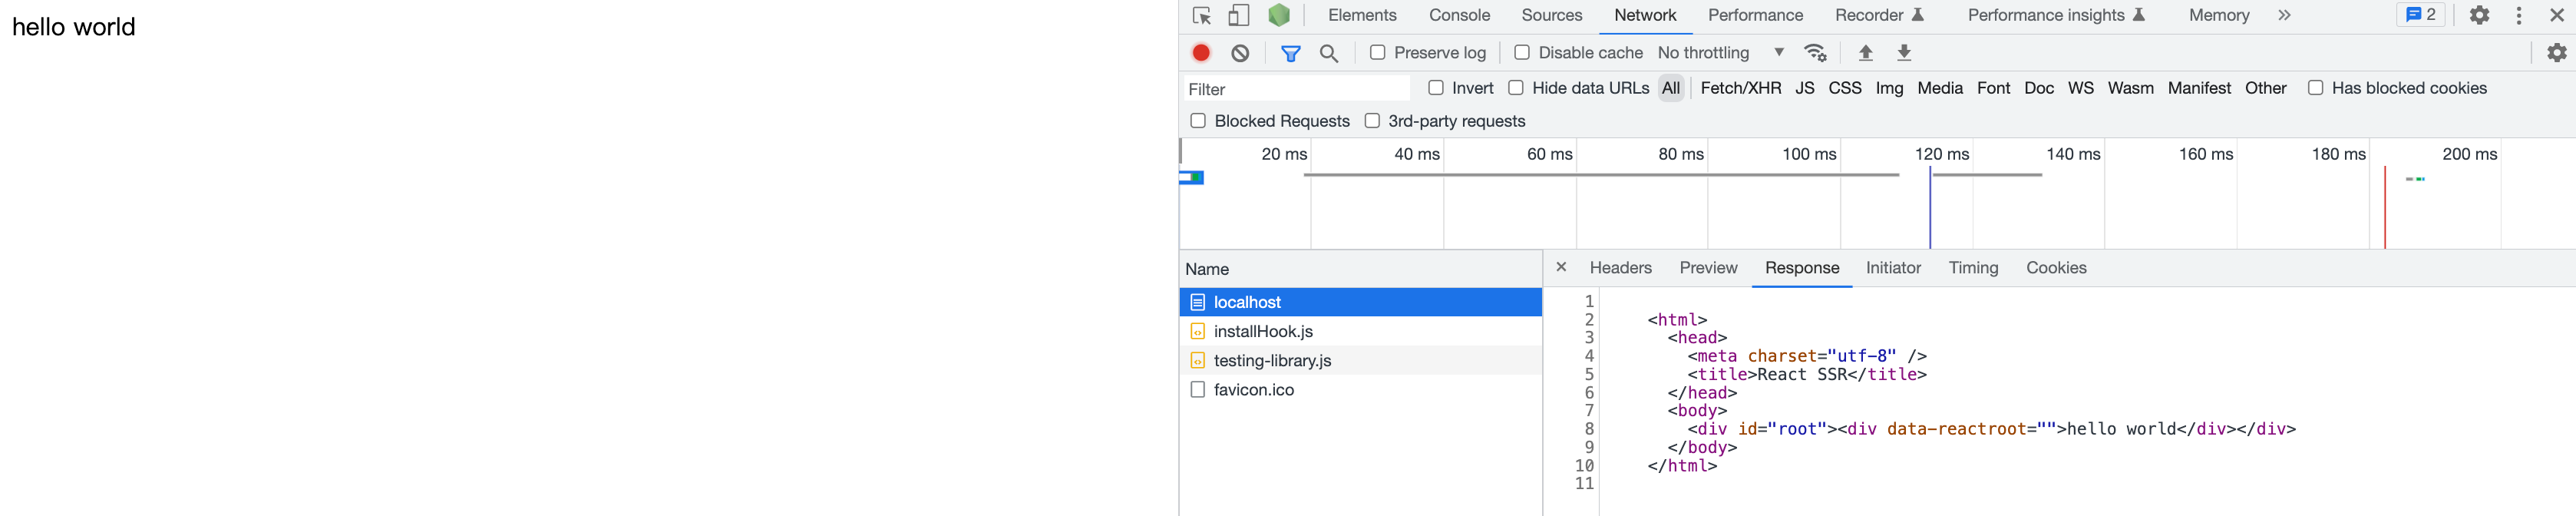 hello world
Elements Console Sources Network Performance Recorder Performance insights Memory 2
Preserve log Disable cache No throttling
Filter Invert Hide data URLs All Fetch/XHR JS CSS Img Media Font Doc WS Wasm Manifest Other Has blocked cookies
Blocked Requests 3rd-party requests
20 ms 40 ms 60 ms 80 ms 100 ms 120 ms 140 ms 160 ms 180 ms 200 ms
Name
localhost
installHook.js
testing-library.js
favicon.ico
Headers Preview Response Initiator Timing Cookies
1
2 <html>
3 <head>
4 <meta charset="utf-8" />
5 <title>React SSR</title>
6 </head>
7 <body>
8 <div id="root"><div data-reactroot="">hello world</div></div>
9 </body>
10 </html>
11